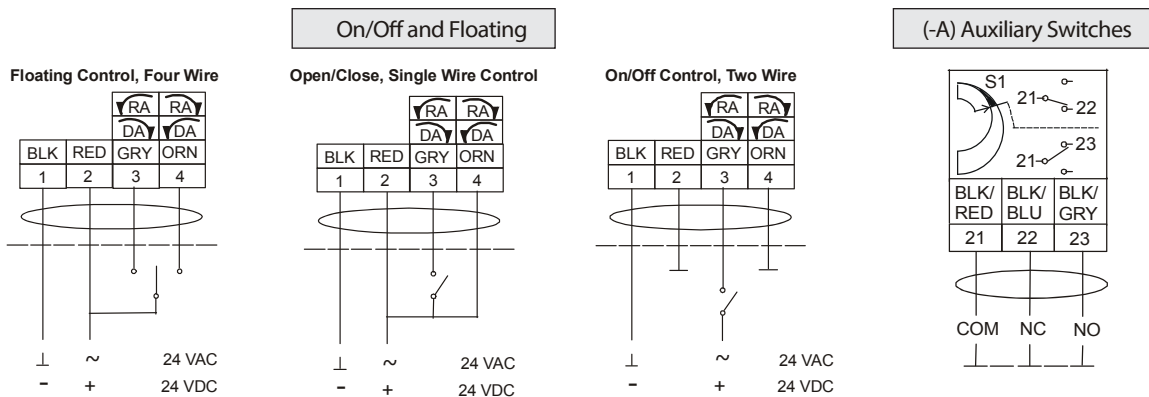 On/Off and Floating
(-A) Auxiliary Switches
Floating Control, Four Wire
RA RA
DA DA
BLK RED GRY ORN
1 2 3 4
⊥ ~ 24 VAC
- + 24 VDC
Open/Close, Single Wire Control
RA RA
DA DA
BLK RED GRY ORN
1 2 3 4
⊥ ~ 24 VAC
- + 24 VDC
On/Off Control, Two Wire
RA RA
DA DA
BLK RED GRY ORN
1 2 3 4
⊥ ~ 24 VAC
- + 24 VDC
S1
21 22
23
21
BLK/ BLK/ BLK/
RED BLU GRY
21 22 23
COM NC NO